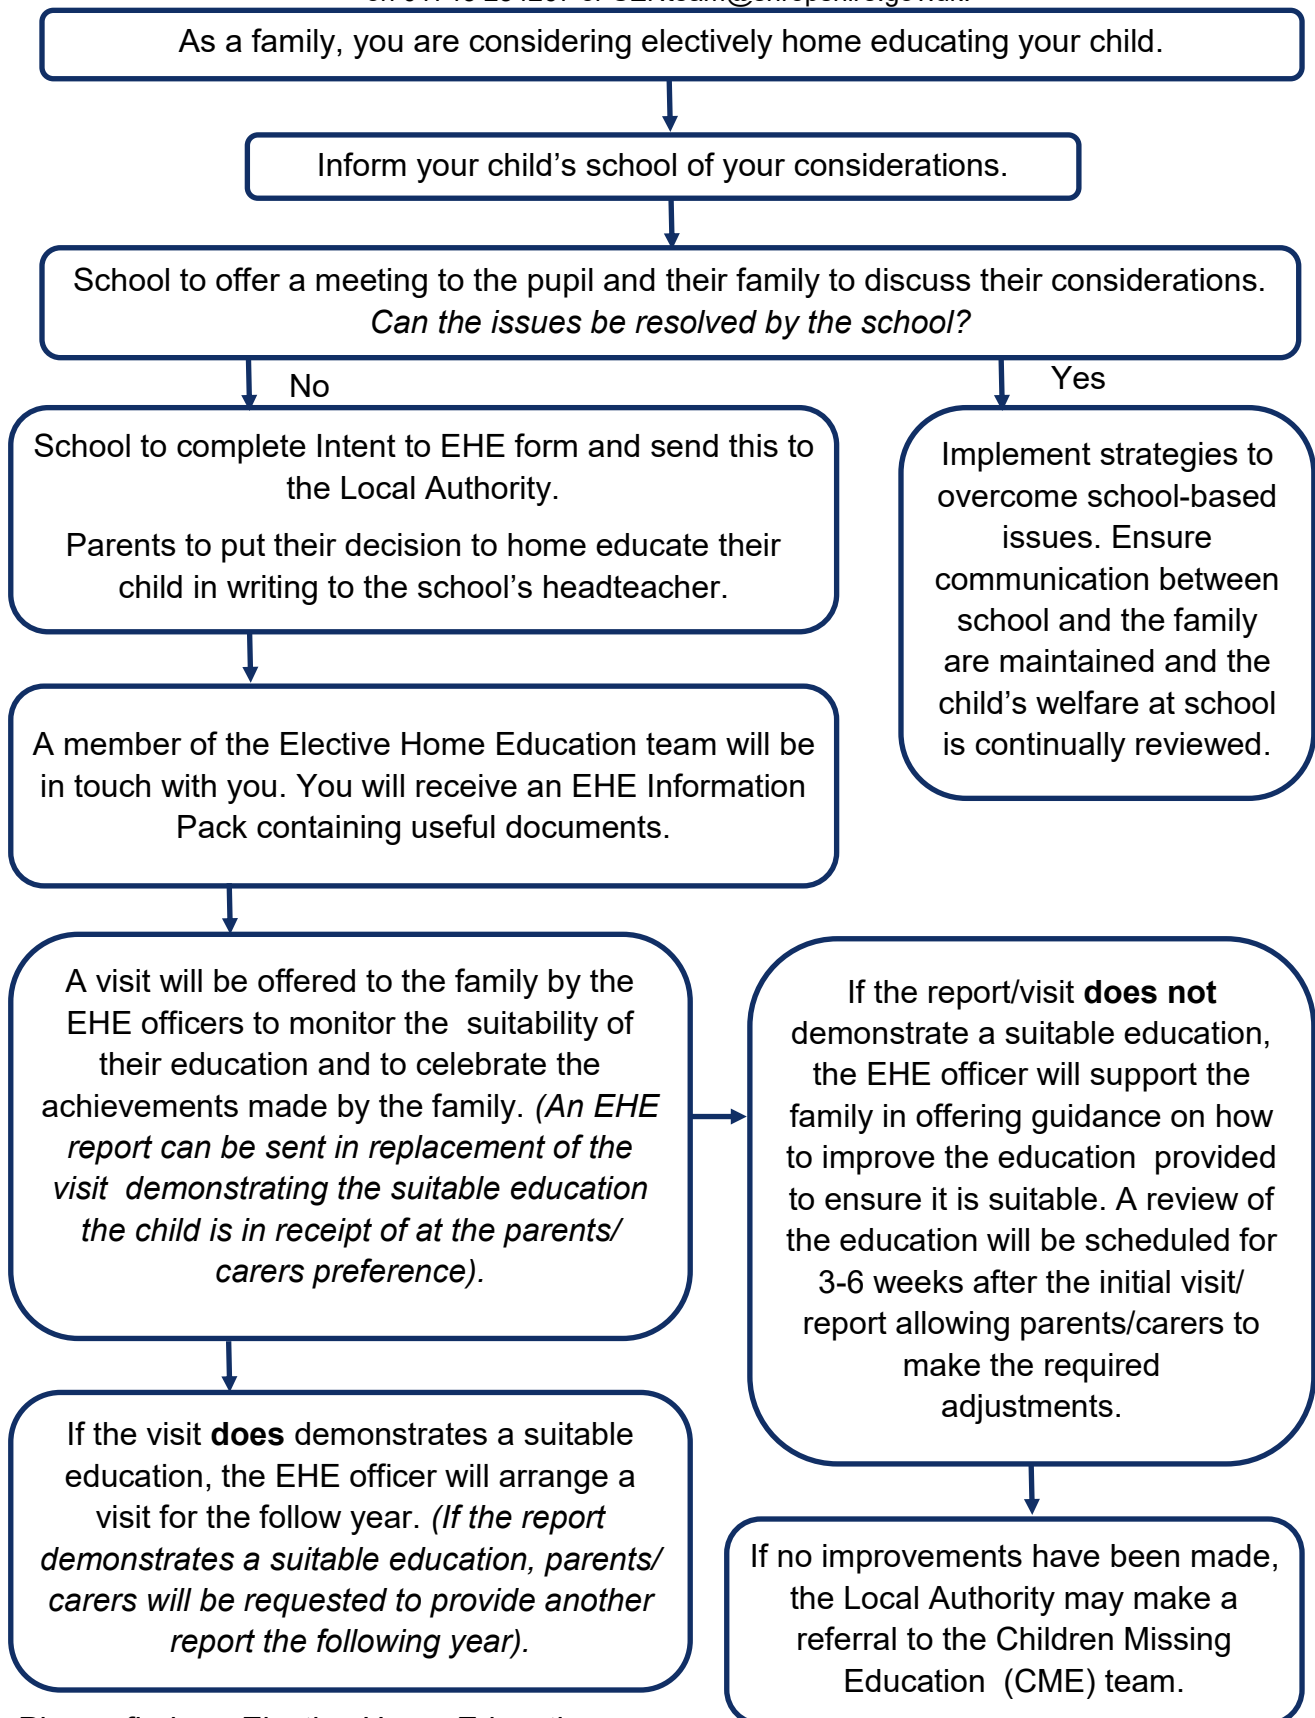 As a family, you are considering electively home educating your child.
Inform your child’s school of your considerations.
School to offer a meeting to the pupil and their family to discuss their considerations.
Can the issues be resolved by the school?
No
Yes
School to complete Intent to EHE form and send this to
the Local Authority.
Parents to put their decision to home educate their
child in writing to the school’s headteacher.
Implement strategies to
overcome school-based
issues. Ensure
communication between
school and the family
are maintained and the
child’s welfare at school
is continually reviewed.
A member of the Elective Home Education team will be
in touch with you. You will receive an EHE Information
Pack containing useful documents.
A visit will be offered to the family by the
EHE officers to monitor the  suitability of
their education and to celebrate the
achievements made by the family. (An EHE
report can be sent in replacement of the
visit  demonstrating the suitable education
the child is in receipt of at the parents/
carers preference).
If the report/visit does not
demonstrate a suitable education,
the EHE officer will support the
family in offering guidance on how
to improve the education  provided
to ensure it is suitable. A review of
the education will be scheduled for
3-6 weeks after the initial visit/
report allowing parents/carers to
make the required
adjustments.
If the visit does demonstrates a suitable
education, the EHE officer will arrange a
visit for the follow year. (If the report
demonstrates a suitable education, parents/
carers will be requested to provide another
report the following year).
If no improvements have been made,
the Local Authority may make a
referral to the Children Missing
Education  (CME) team.